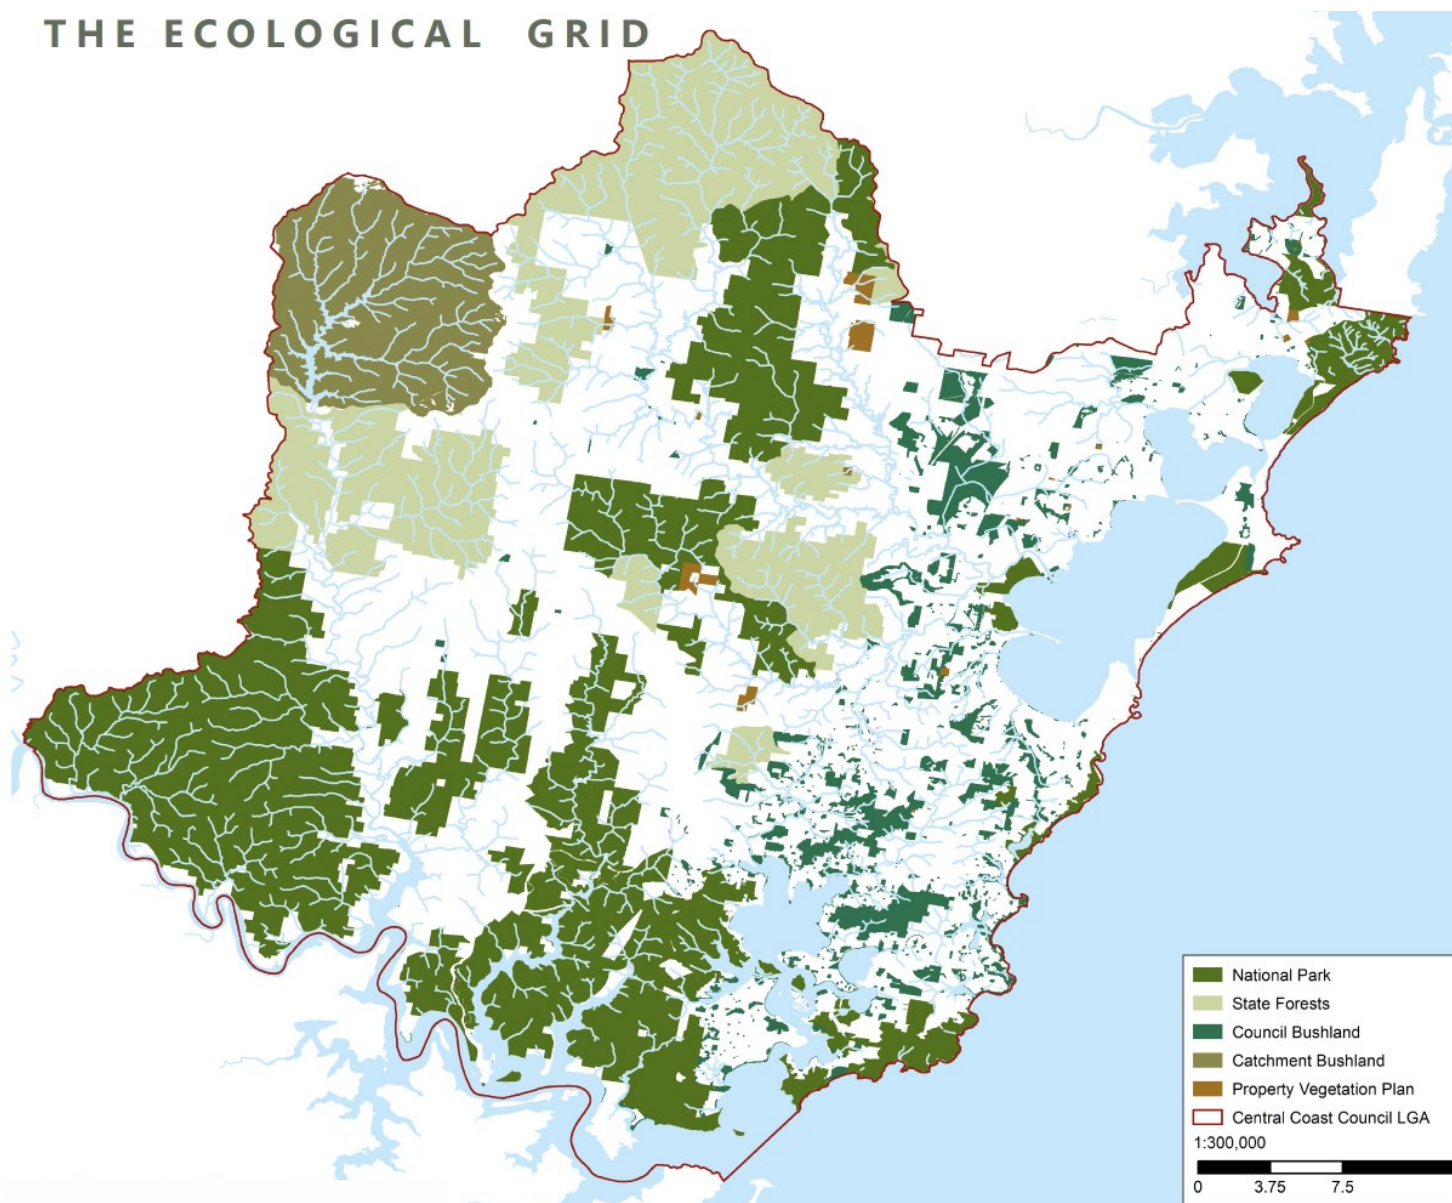 THE ECOLOGICAL GRID
National Park
State Forests
Council Bushland
Catchment Bushland
Property Vegetation Plan
Central Coast Council LGA
1:300,000
0 3.75 7.5